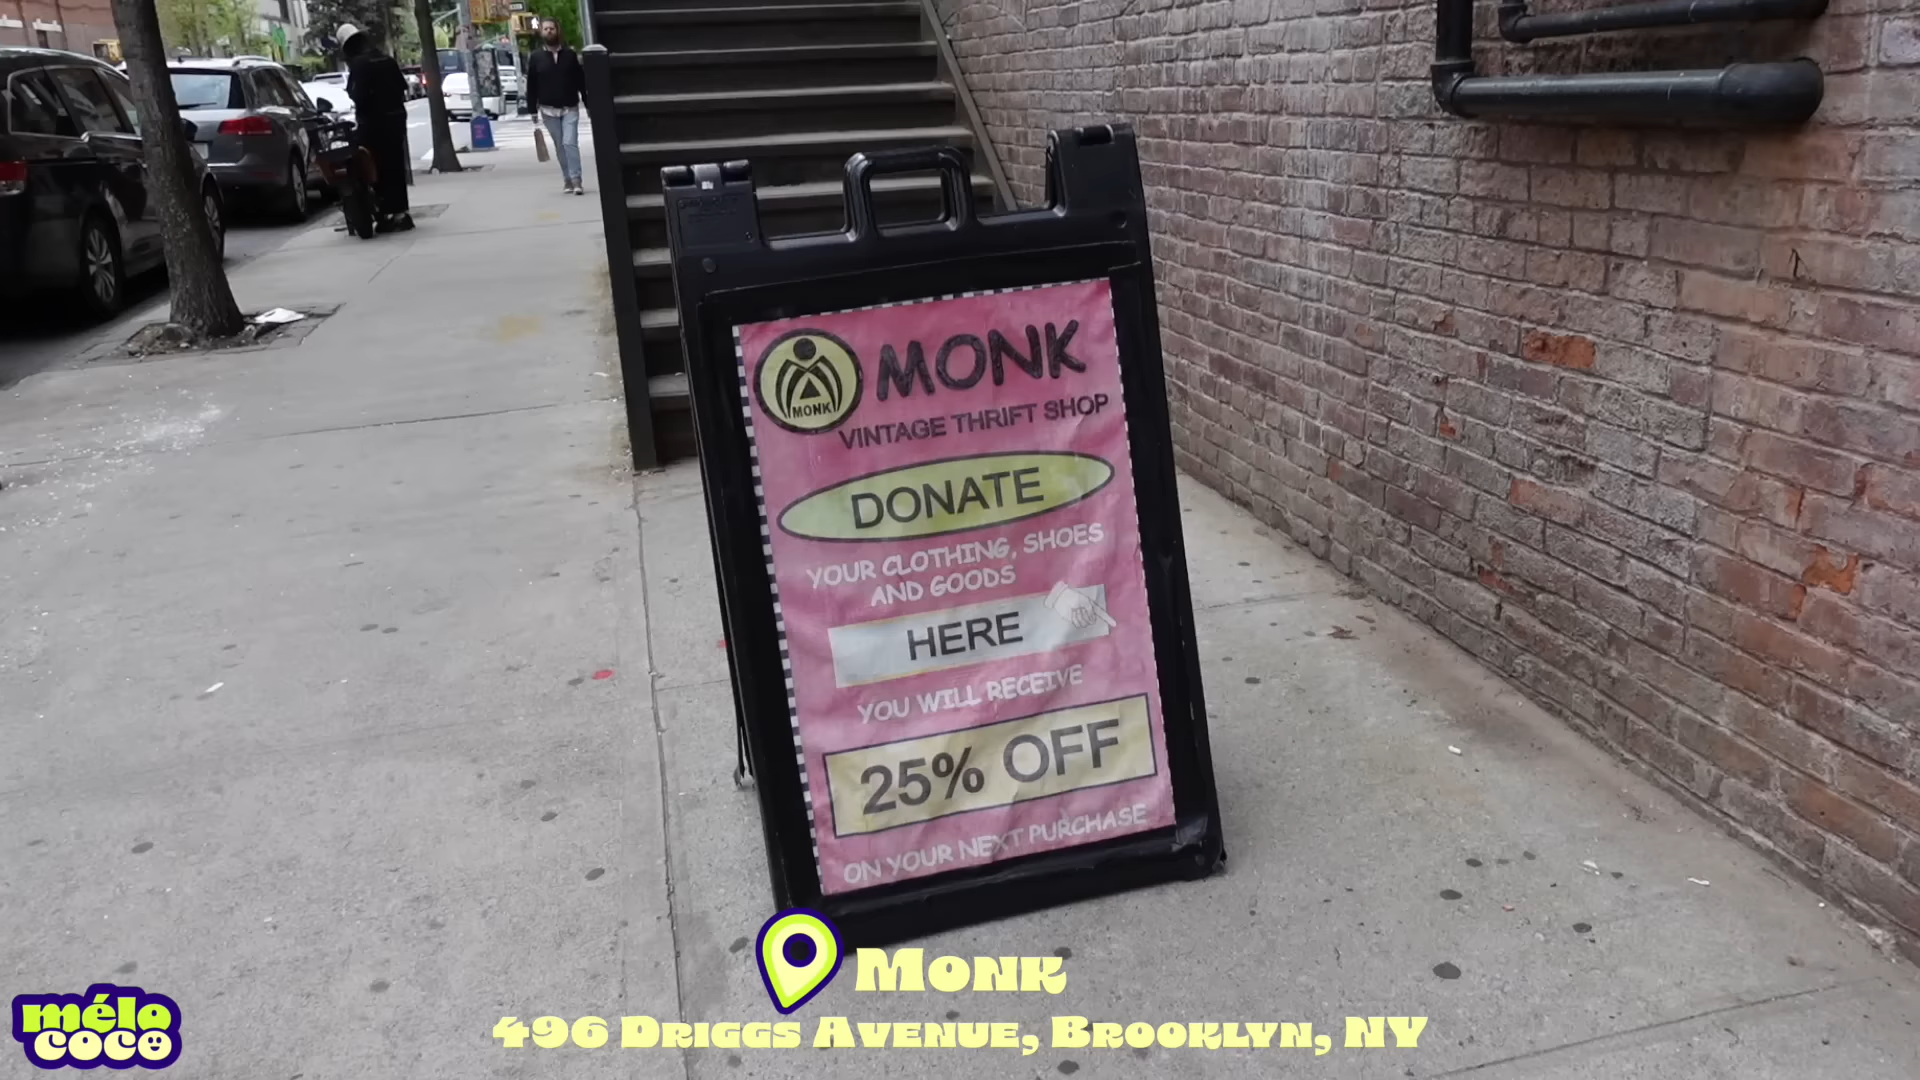 MONK
MONK
VINTAGE THRIFT SHOP
DONATE
YOUR CLOTHING, SHOES
AND GOODS
HERE
YOU WILL RECEIVE
25% OFF
ON YOUR NEXT PURCHASE
Monk
496 Driggs Avenue, Brooklyn, NY
mélo
coco